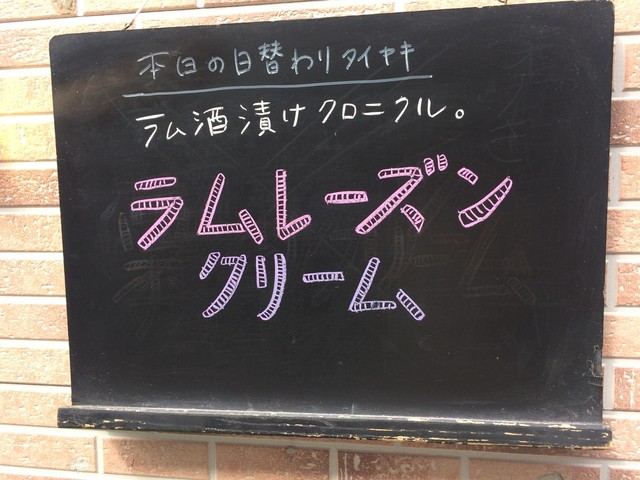 本日の日替わりタイヤキ
ラム酒漬けクロニクル。
ラムレーズン
クリーム